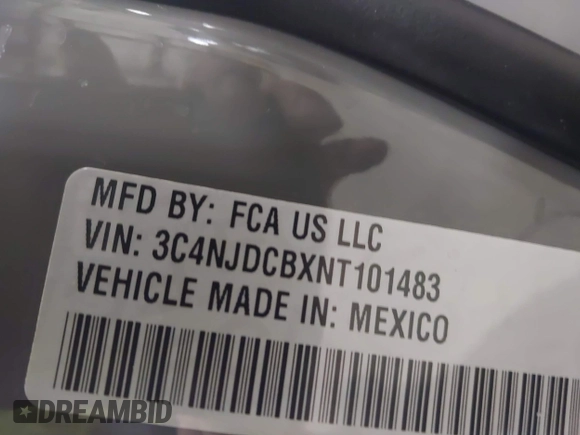 MFD BY: FCA US LLC
VIN: 3C4NJDCBXNT101483
VEHICLE MADE IN: MEXICO
DREAMBID